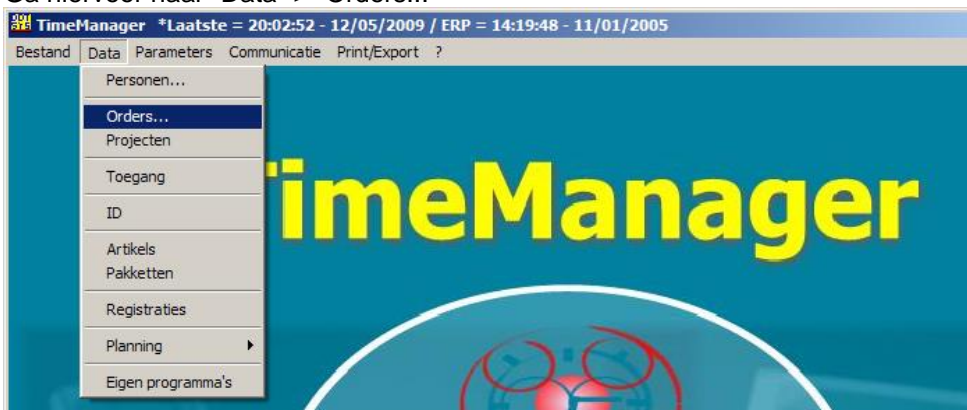 Ga hiervoor naar "Data -> "Orders...
TimeManager *Laatste = 20:02:52 - 12/05/2009 / ERP = 14:19:48 - 11/01/2005
Bestand Data Parameters Communicatie Print/Export ?
Personen...
Orders...
Projecten
Toegang
ID
Artikels
Pakketten
Registraties
Planning
Eigen programma's
TimeManager